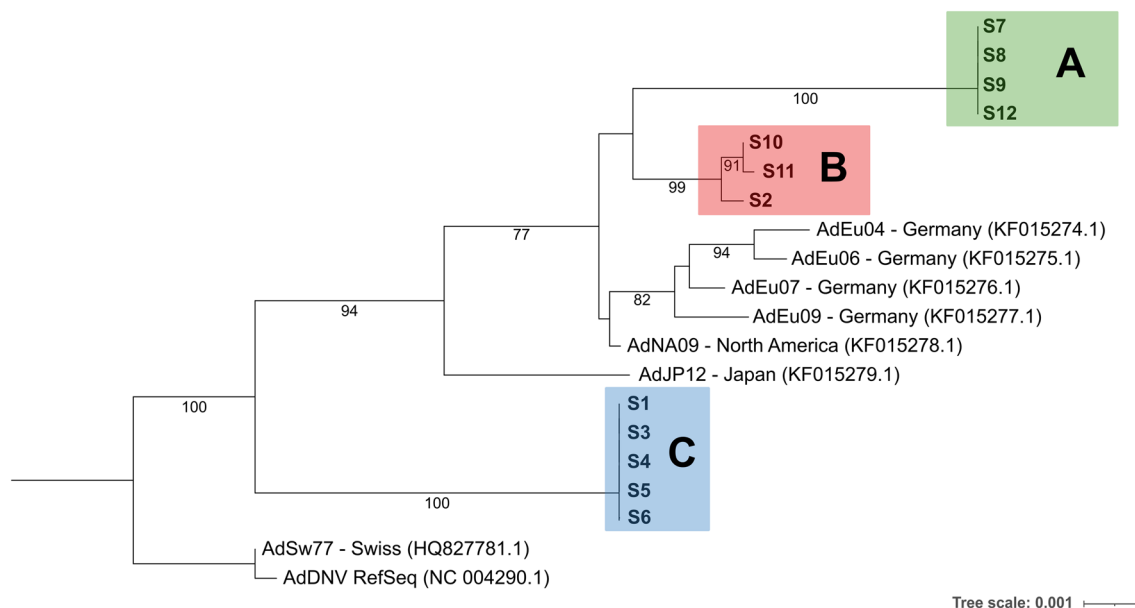 S7
S8
A
S9
100
S12
S10
91
S11
B
99
S2
AdEu04 - Germany (KF015274.1)
77
94
AdEu06 - Germany (KF015275.1)
AdEu07 - Germany (KF015276.1)
82
AdEu09 - Germany (KF015277.1)
94
AdNA09 - North America (KF015278.1)
AdJP12 - Japan (KF015279.1)
100
S1
S3
C
S4
S5
100
S6
AdSw77 - Swiss (HQ827781.1)
AdDNV RefSeq (NC 004290.1)
Tree scale: 0.001